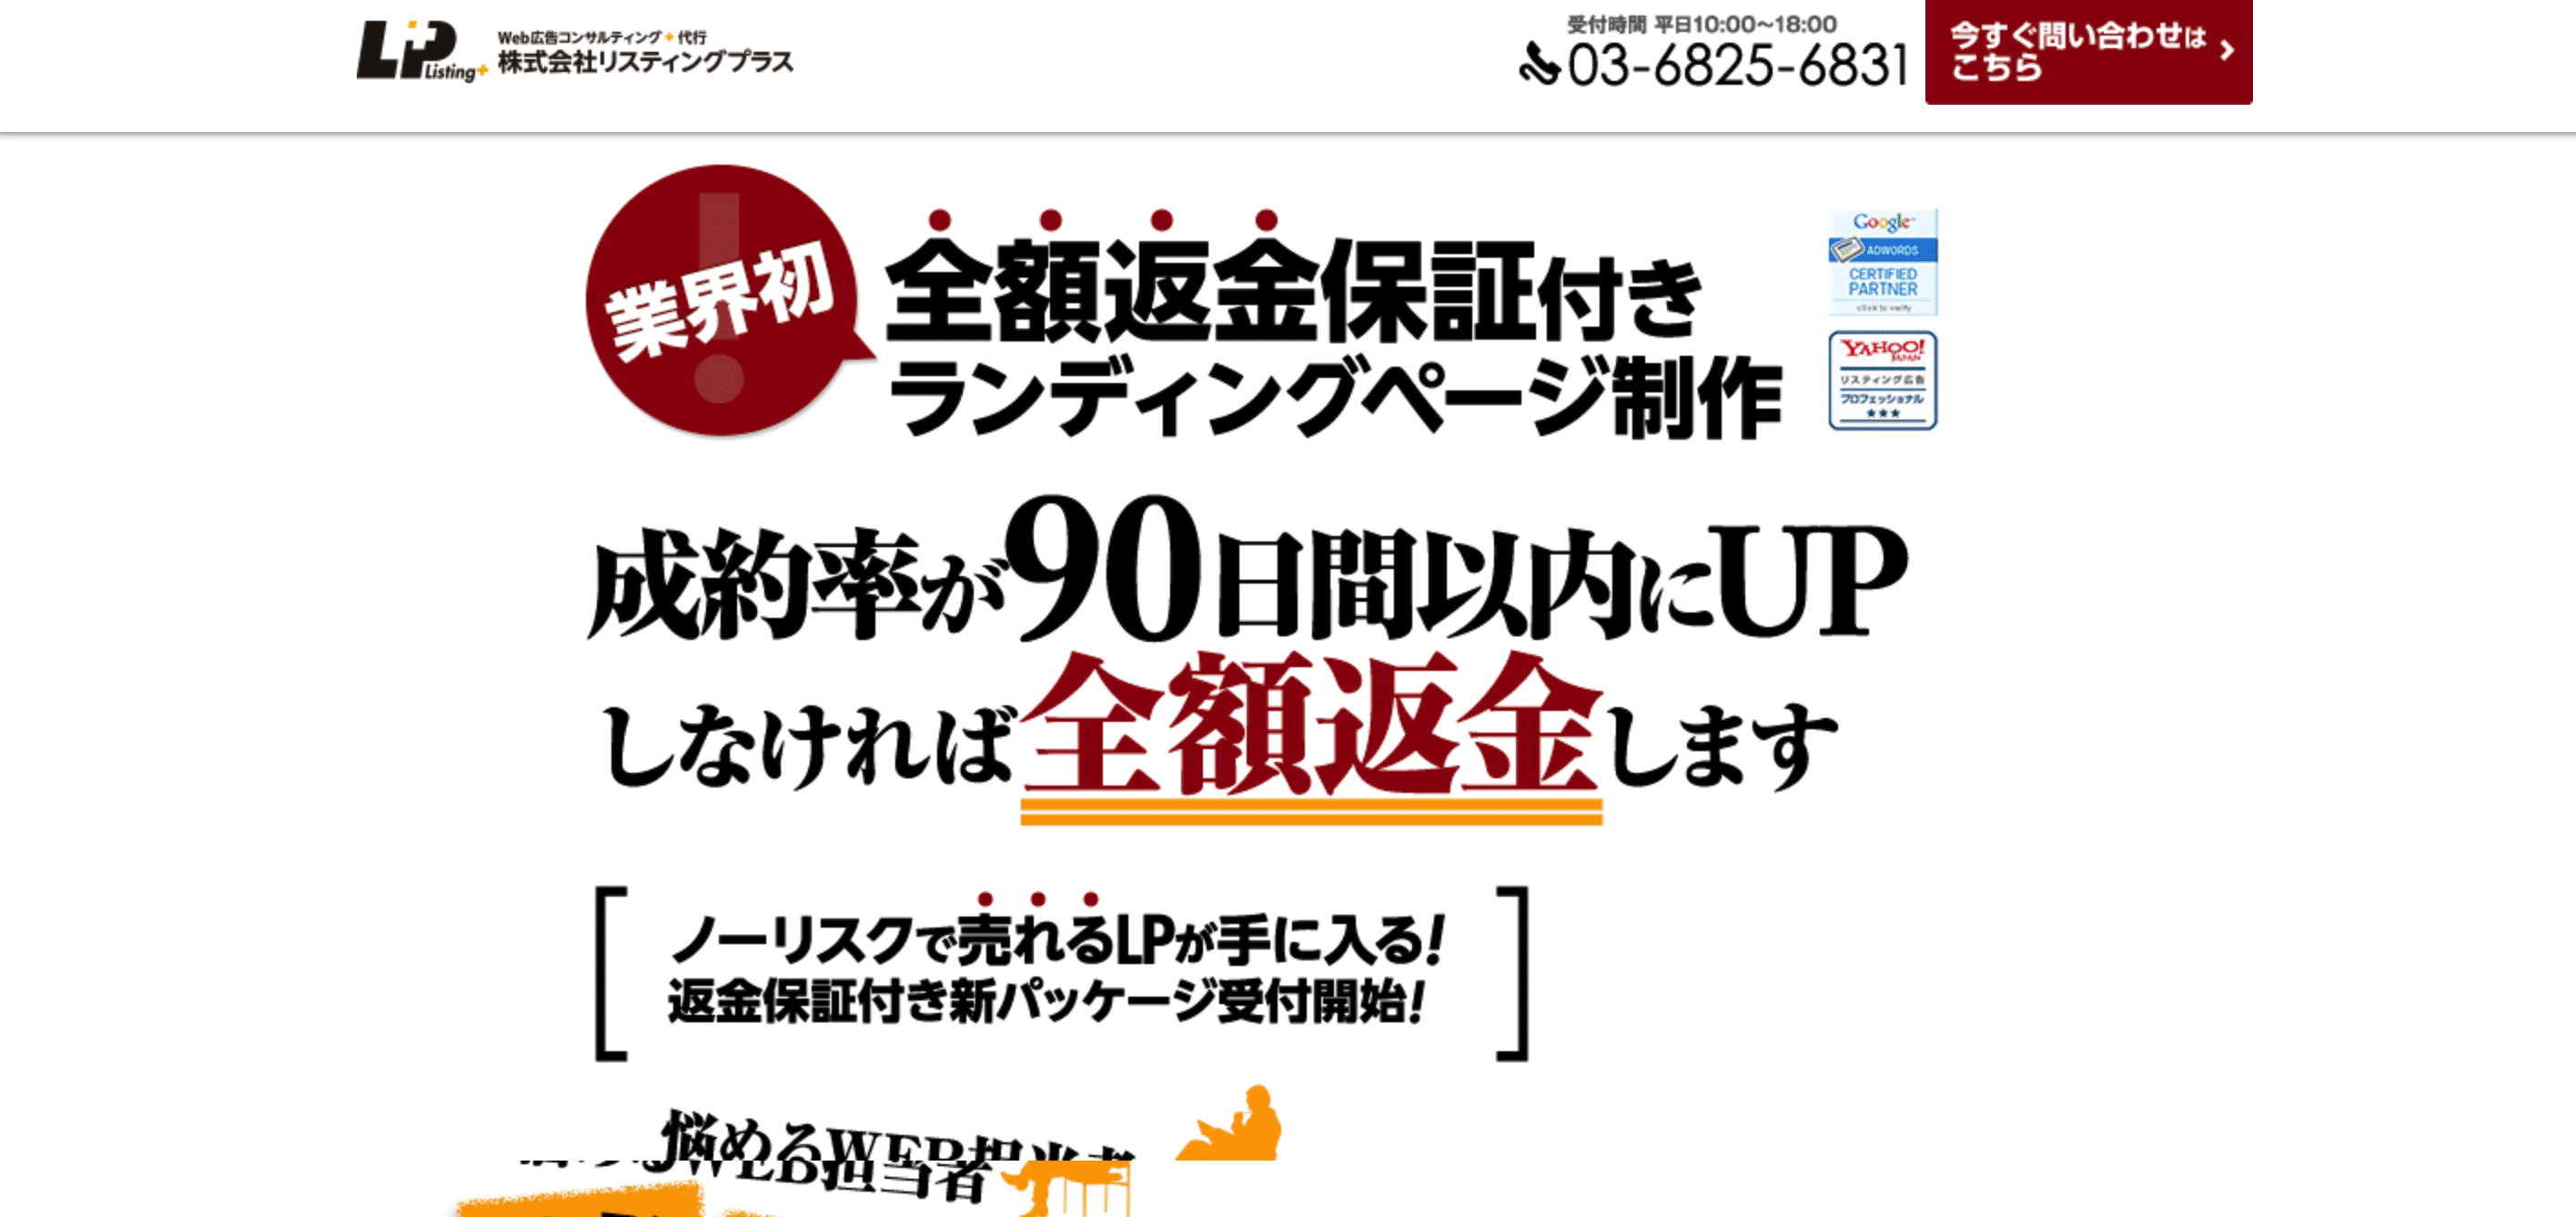 LP Listing+
Web広告コンサルティング+代行
株式会社リスティングプラス
受付時間 平日10:00～18:00
03-6825-6831
今すぐ問い合わせは
こちら
業界初
全額返金保証付き
ランディングページ制作
Google™
ADWORDS
CERTIFIED
PARTNER
click to verify
YAHOO!
JAPAN
リスティング広告
プロフェッショナル
★★★
成約率が90日間以内にUP
しなければ全額返金します
ノーリスクで売れるLPが手に入る!
返金保証付き新パッケージ受付開始!
悩めるWEB担当者
WEB担当者